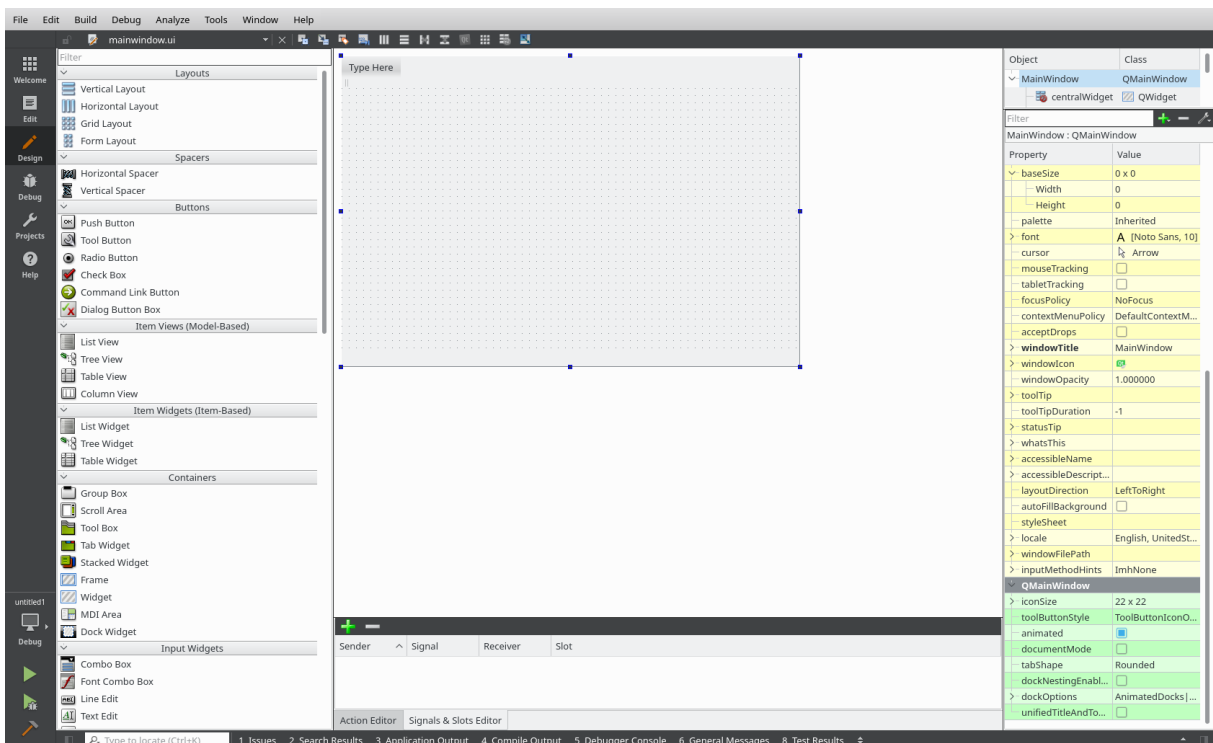 File Edit Build Debug Analyze Tools Window Help
mainwindow.ui
Welcome
Edit
Design
Debug
Projects
Help
untitled1
Debug
Filter
Layouts
Vertical Layout
Horizontal Layout
Grid Layout
Form Layout
Spacers
Horizontal Spacer
Vertical Spacer
Buttons
OK Push Button
Tool Button
Radio Button
Check Box
Command Link Button
Dialog Button Box
Item Views (Model-Based)
List View
Tree View
Table View
Column View
Item Widgets (Item-Based)
List Widget
Tree Widget
Table Widget
Containers
Group Box
Scroll Area
Tool Box
Tab Widget
Stacked Widget
Frame
Widget
MDI Area
Dock Widget
Input Widgets
Combo Box
Font Combo Box
Line Edit
AI Text Edit
Type Here
Sender Signal Receiver Slot
Action Editor Signals & Slots Editor
Object Class
MainWindow QMainWindow
centralWidget QWidget
Filter
MainWindow : QMainWindow
Property Value
baseSize 0 x 0
Width 0
Height 0
palette Inherited
font A [Noto Sans, 10]
cursor Arrow
mouseTracking
tabletTracking
focusPolicy NoFocus
contextMenuPolicy DefaultContextM...
acceptDrops
windowTitle MainWindow
windowIcon
windowOpacity 1.000000
toolTip
toolTipDuration -1
statusTip
whatsThis
accessibleName
accessibleDescript...
layoutDirection LeftToRight
autoFillBackground
styleSheet
locale English, UnitedSt...
windowFilePath
inputMethodHints ImhNone
QMainWindow
iconSize 22 x 22
toolButtonStyle ToolButtonIconO...
animated
documentMode
tabShape Rounded
dockNestingEnabl...
dockOptions AnimatedDocks|...
unifiedTitleAndTo...
Type to locate (Ctrl+K) 1 Issues 2 Search Results 3 Application Output 4 Compile Output 5 Debugger Console 6 General Messages 8 Test Results